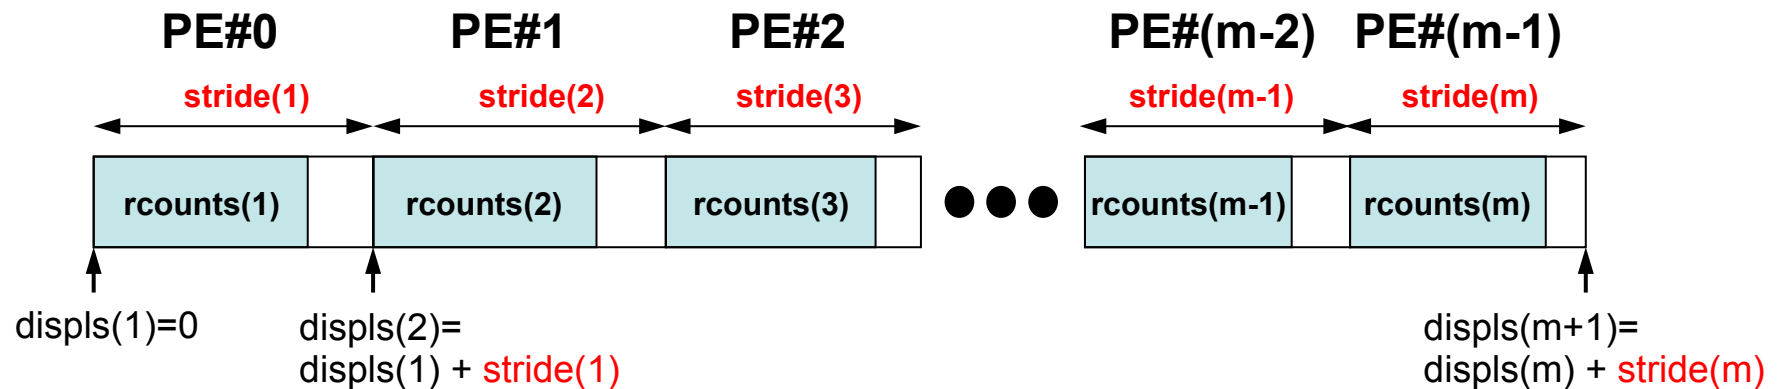 PE#0 PE#1 PE#2 PE#(m-2) PE#(m-1)
stride(1) stride(2) stride(3) stride(m-1) stride(m)
rcounts(1) rcounts(2) rcounts(3) rcounts(m-1) rcounts(m)
displs(1)=0 displs(2)= displs(m+1)=
displs(1) + stride(1) displs(m) + stride(m)